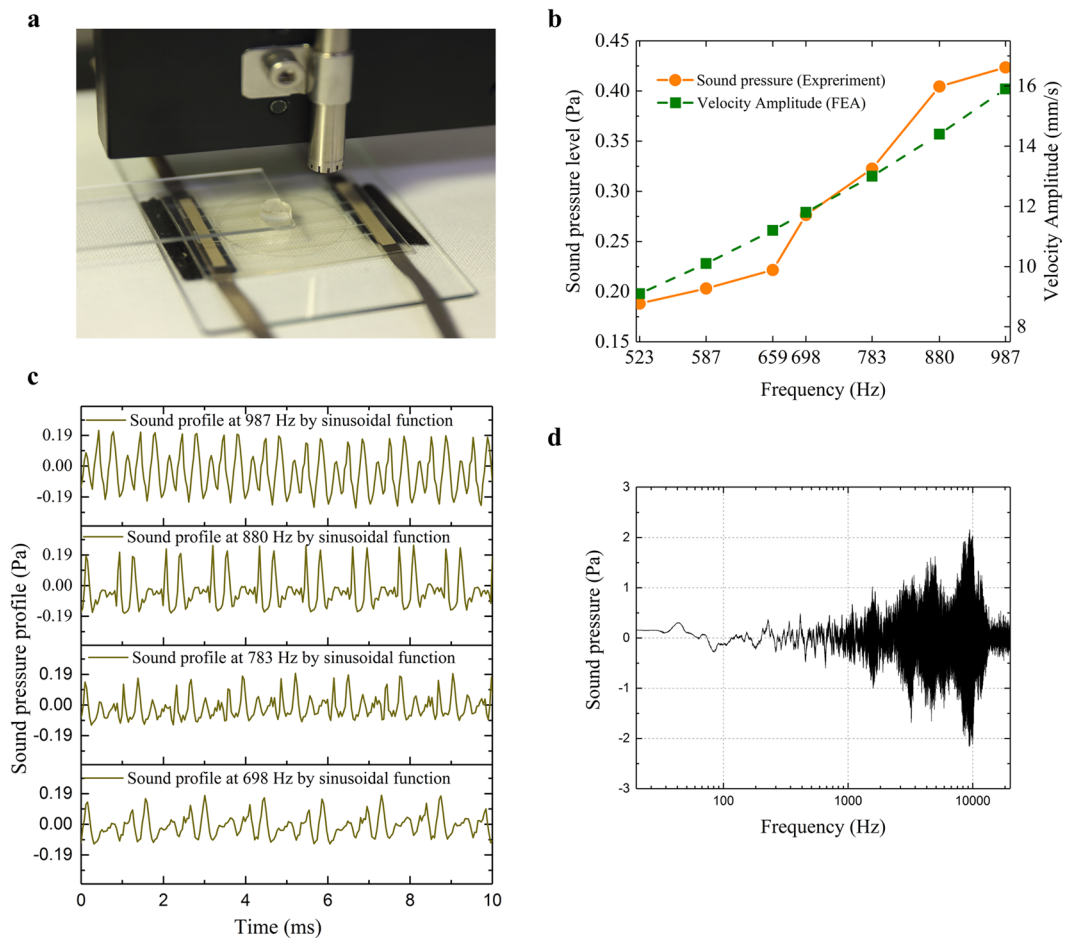 a
b
0.45
0.40
0.35
0.30
0.25
0.20
0.15
Sound pressure level (Pa)
Sound pressure (Expreriment)
Velocity Amplitude (FEA)
16
14
12
10
8
Velocity Amplitude (mm/s)
523 587 659 698 783 880 987
Frequency (Hz)
c
Sound pressure profile (Pa)
Sound profile at 987 Hz by sinusoidal function
0.19
0.00
-0.19
Sound profile at 880 Hz by sinusoidal function
0.19
0.00
-0.19
Sound profile at 783 Hz by sinusoidal function
0.19
0.00
-0.19
Sound profile at 698 Hz by sinusoidal function
0.19
0.00
-0.19
0 2 4 6 8 10
Time (ms)
d
3
2
1
0
-1
-2
-3
Sound pressure (Pa)
100 1000 10000
Frequency (Hz)